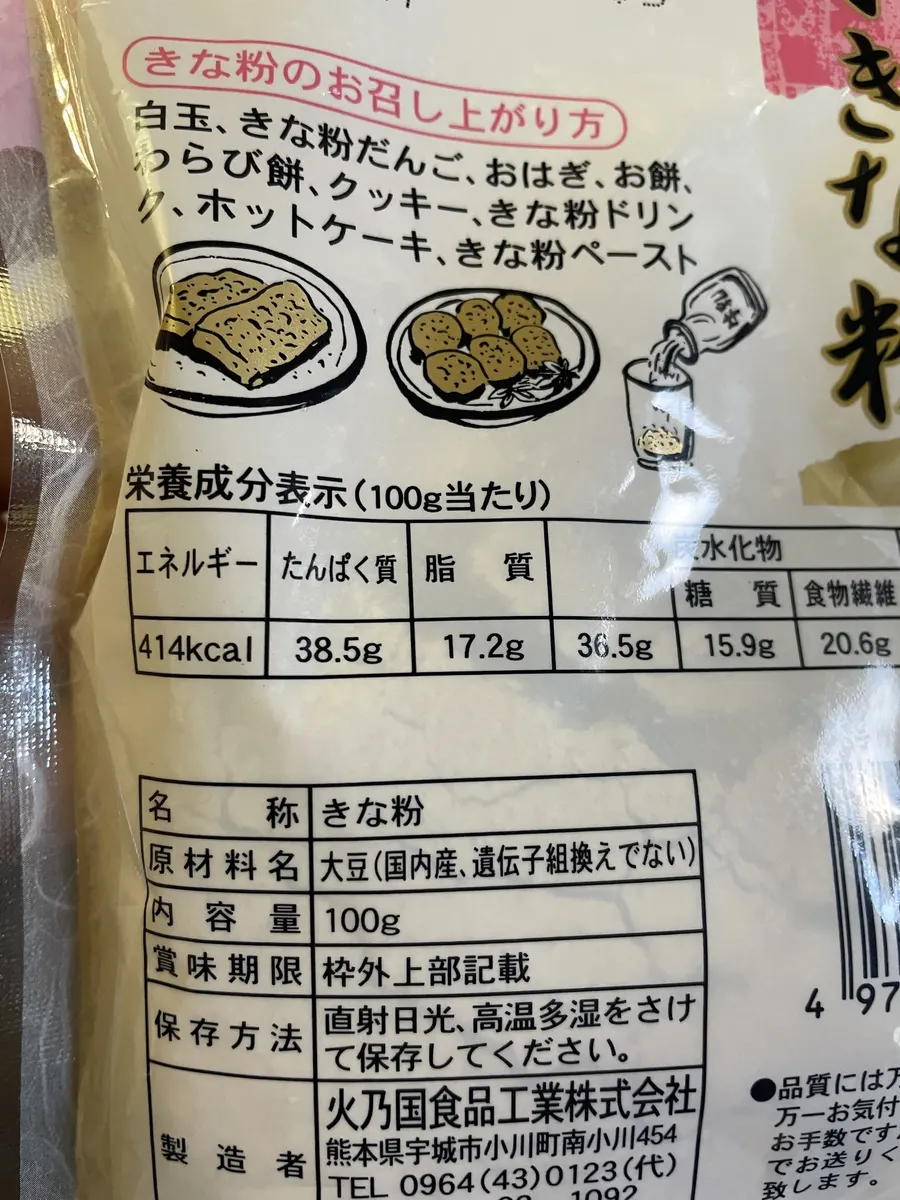 きな粉のお召し上がり方
白玉、きな粉だんご、おはぎ、お餅、
わらび餅、クッキー、きな粉ドリン
ク、ホットケーキ、きな粉ペースト
きな粉
栄養成分表示(100g当たり)
エネルギー たんぱく質 脂質 炭水化物
糖質 食物繊維
414kcal 38.5g 17.2g 36.5g 15.9g 20.6g
名称 きな粉
原材料名 大豆(国内産、遺伝子組換えでない)
内容量 100g
賞味期限 枠外上部記載
保存方法 直射日光、高温多湿をさけ
て保存してください。
製造者 火乃国食品工業株式会社
熊本県宇城市小川町南小川454
TEL 0964(43)0123(代)
1092
4 97
●品質には万
万一お気付
お手数です
でお送りく
致します。